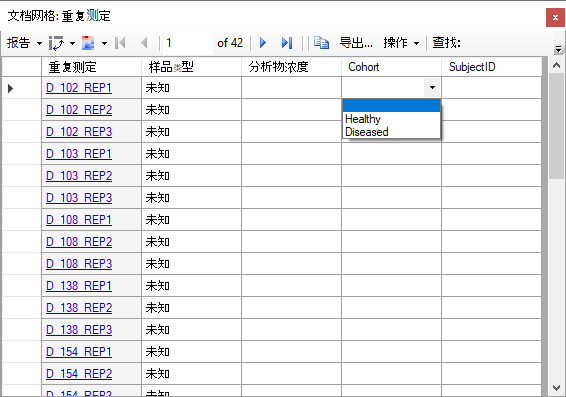 文档网格: 重复测定
报告 1 of 42 导出... 操作 查找:
重复测定 样品类型 分析物浓度 Cohort SubjectID
D_102_REP1 未知
D_102_REP2 未知 Healthy
D_102_REP3 未知 Diseased
D_103_REP1 未知
D_103_REP2 未知
D_103_REP3 未知
D_108_REP1 未知
D_108_REP2 未知
D_108_REP3 未知
D_138_REP1 未知
D_138_REP2 未知
D_138_REP3 未知
D_154_REP1 未知
D_154_REP2 未知
D_154_REP3 未知